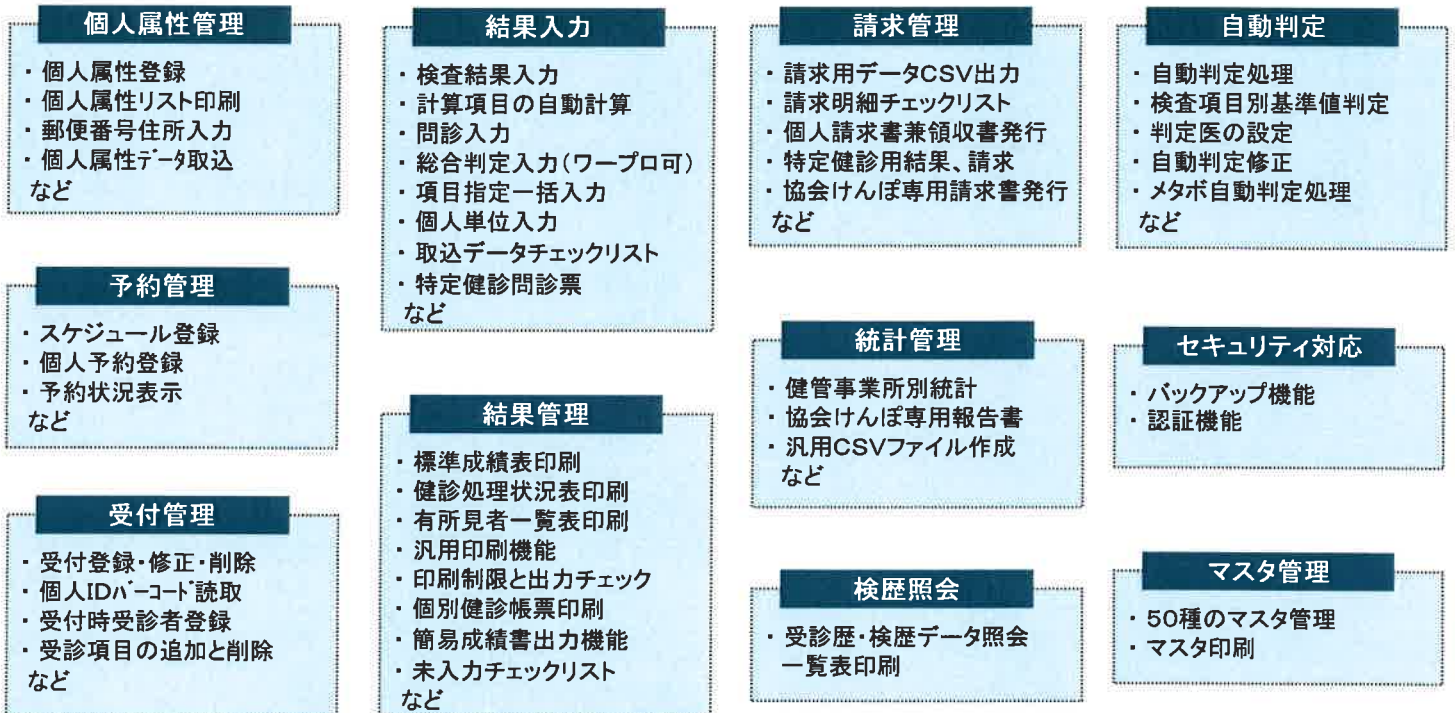 個人属性管理
・個人属性登録
・個人属性リスト印刷
・郵便番号住所入力
・個人属性ﾃﾞｰﾀ取込
など
予約管理
・スケジュール登録
・個人予約登録
・予約状況表示
など
受付管理
・受付登録・修正・削除
・個人IDﾊﾞｰｺｰﾄﾞ読取
・受付時受診者登録
・受診項目の追加と削除
など
結果入力
・検査結果入力
・計算項目の自動計算
・問診入力
・総合判定入力(ワープロ可)
・項目指定一括入力
・個人単位入力
・取込データチェックリスト
・特定健診問診票
など
結果管理
・標準成績表印刷
・健診処理状況表印刷
・有所見者一覧表印刷
・汎用印刷機能
・印刷制限と出力チェック
・個別健診帳票印刷
・簡易成績書出力機能
・未入力チェックリスト
など
請求管理
・請求用データCSV出力
・請求明細チェックリスト
・個人請求書兼領収書発行
・特定健診用結果、請求
・協会けんぽ専用請求書発行
など
統計管理
・健管事業所別統計
・協会けんぽ専用報告書
・汎用CSVファイル作成
など
検歴照会
・受診歴・検歴データ照会
一覧表印刷
自動判定
・自動判定処理
・検査項目別基準値判定
・判定医の設定
・自動判定修正
・メタボ自動判定処理
など
セキュリティ対応
・バックアップ機能
・認証機能
マスタ管理
・50種のマスタ管理
・マスタ印刷